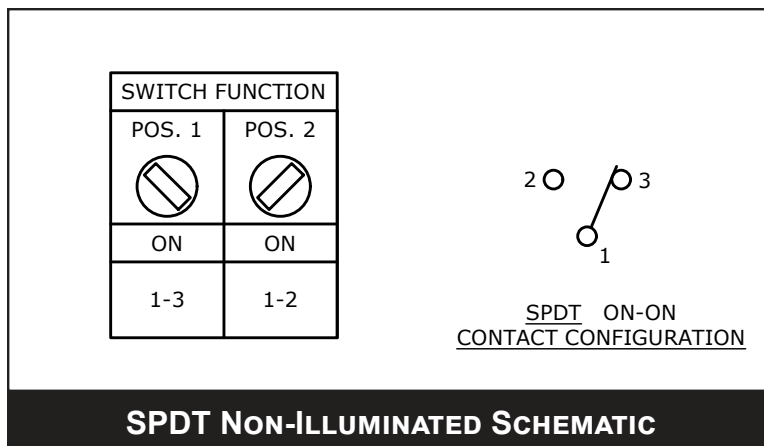 SWITCH FUNCTION
POS. 1 POS. 2
ON ON
1-3 1-2
2 3
1
SPDT ON-ON
CONTACT CONFIGURATION
SPDT NON-ILLUMINATED SCHEMATIC